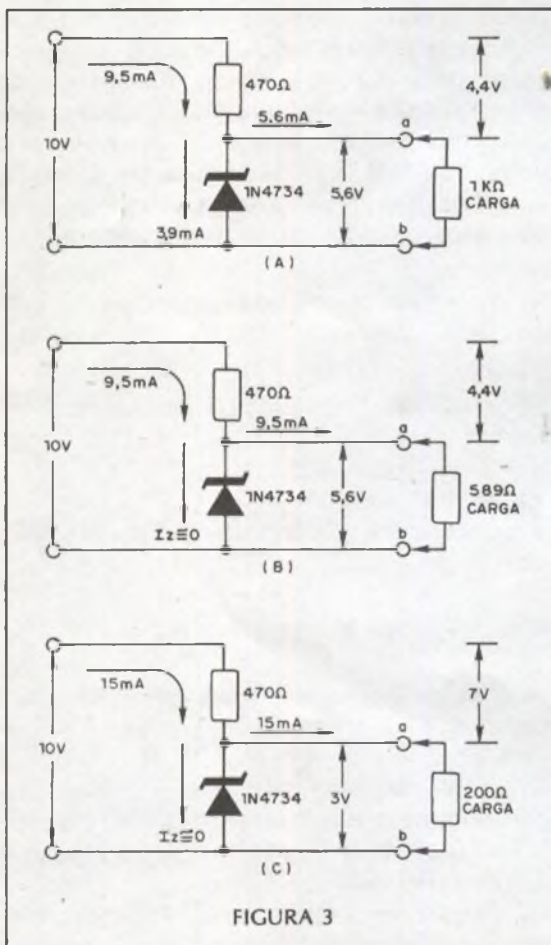 9,5mA
470Ω
4,4V
5,6mA
a
10V
1N4734
5,6V
1KΩ
CARGA
3,9mA
b
(A)
9,5mA
470Ω
4,4V
9,5mA
a
10V
1N4734
5,6V
589Ω
CARGA
Iz≅0
b
(B)
15mA
470Ω
7V
15mA
a
10V
1N4734
3V
200Ω
CARGA
Iz≅0
b
(C)
FIGURA 3